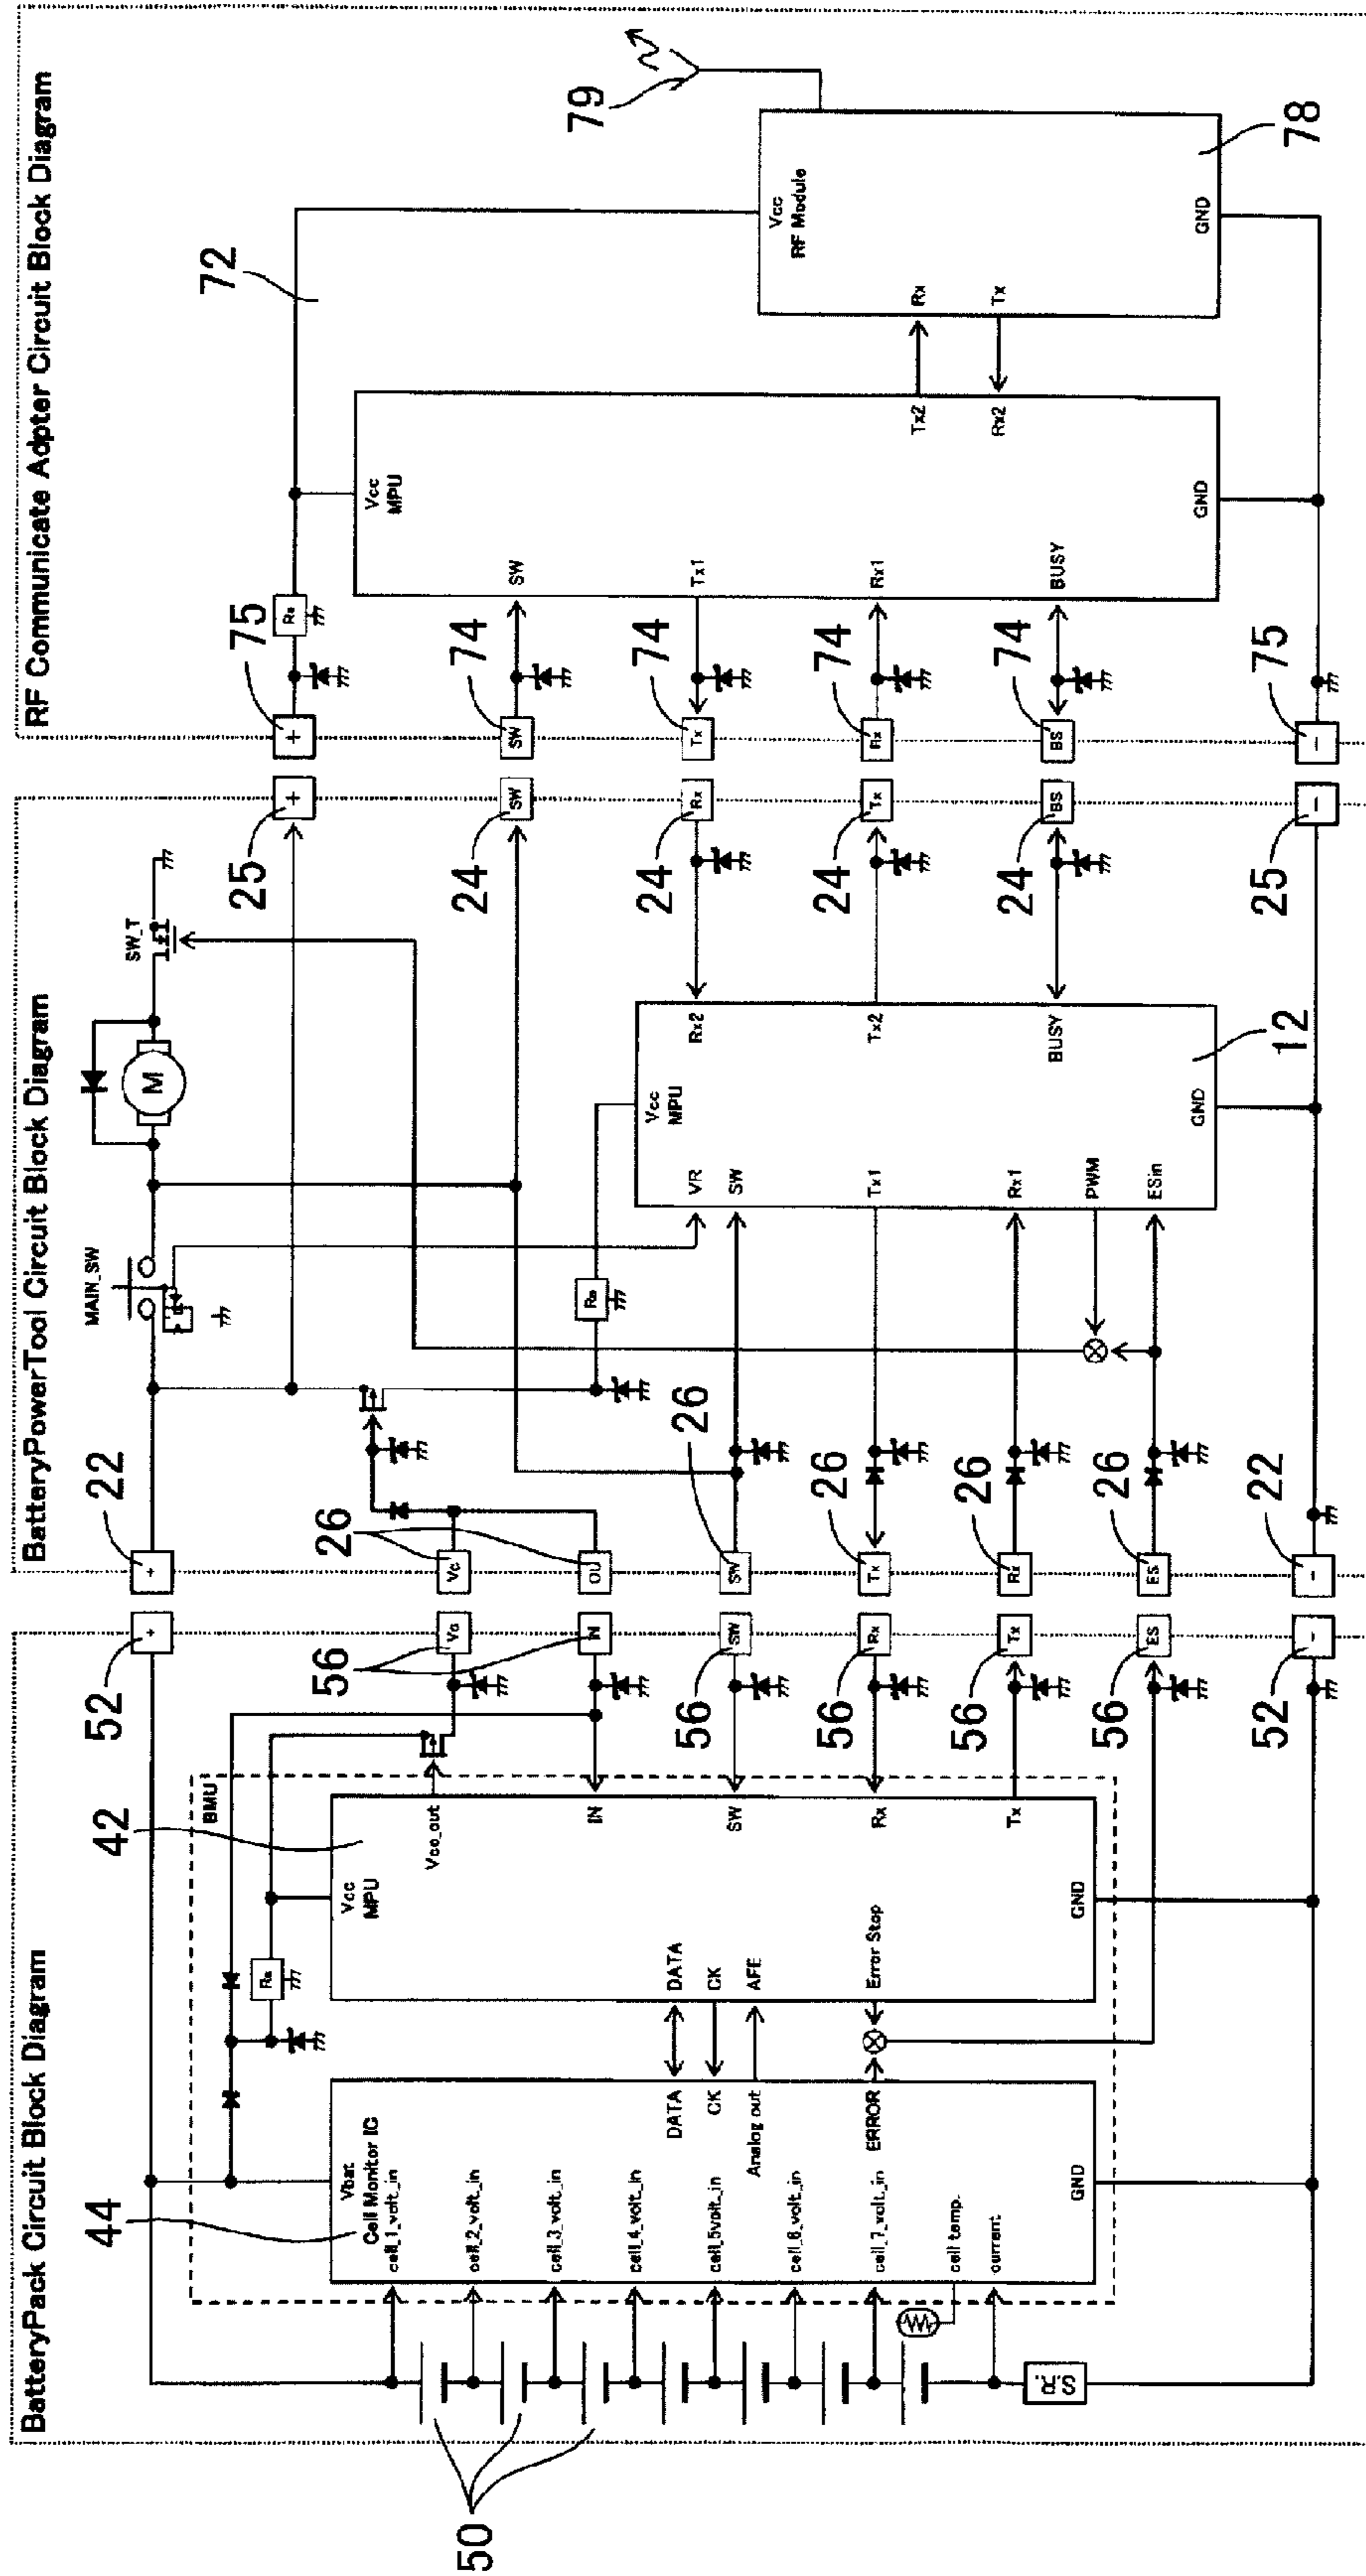 BatteryPack Circuit Block Diagram
50
44
Vbat
Cell Monitor IC
cell_1_volt_in
cell_2_volt_in
cell_3_volt_in
cell_4_volt_in
cell_5volt_in
cell_6_volt_in
cell_7_volt_in
cell temp.
current
S.R.
DATA
CK
Analog out
ERROR
GND
BMU
42
Vcc
MPU
DATA
CK
AFE
Error Stop
GND
IN
SW
Rx
Tx
52
+
56
IN
56
SW
56
Rx
56
Tx
56
ES
52
-
BatteryPowerTool Circuit Block Diagram
22
+
26
Vc
OU
26
SW
26
Tx
26
26
ES
22
-
MAIN_SW
M
SW_T
12
Vcc
MPU
VR
SW
Tx1
Rx1
PWM
ESin
GND
Rx2
Tx2
BUSY
25
+
24
SW
24
Rx
24
Tx
24
BS
25
-
RF Communicate Adpter Circuit Block Diagram
75
+
74
SW
74
Tx
74
Rx
74
BS
75
-
72
Vcc
MPU
SW
Tx1
Rx1
BUSY
GND
Tx2
Rx2
Rx
Tx
Vcc
RF Module
GND
78
79